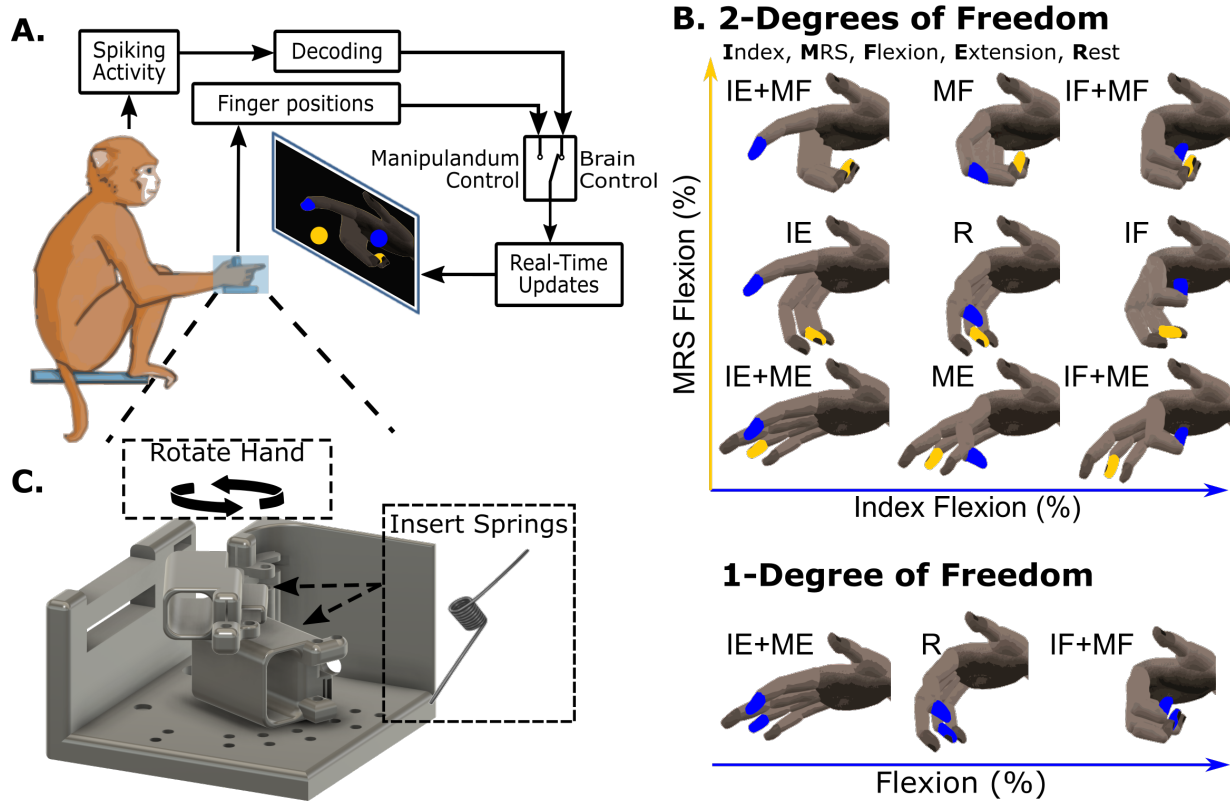 A.
Spiking
Activity
Decoding
Finger positions
Manipulandum
Control
Brain
Control
Real-Time
Updates
B. 2-Degrees of Freedom
Index, MRS, Flexion, Extension, Rest
IE+MF
MF
IF+MF
IE
R
IF
IE+ME
ME
IF+ME
MRS Flexion (%)
Index Flexion (%)
C.
Rotate Hand
Insert Springs
1-Degree of Freedom
IE+ME
R
IF+MF
Flexion (%)